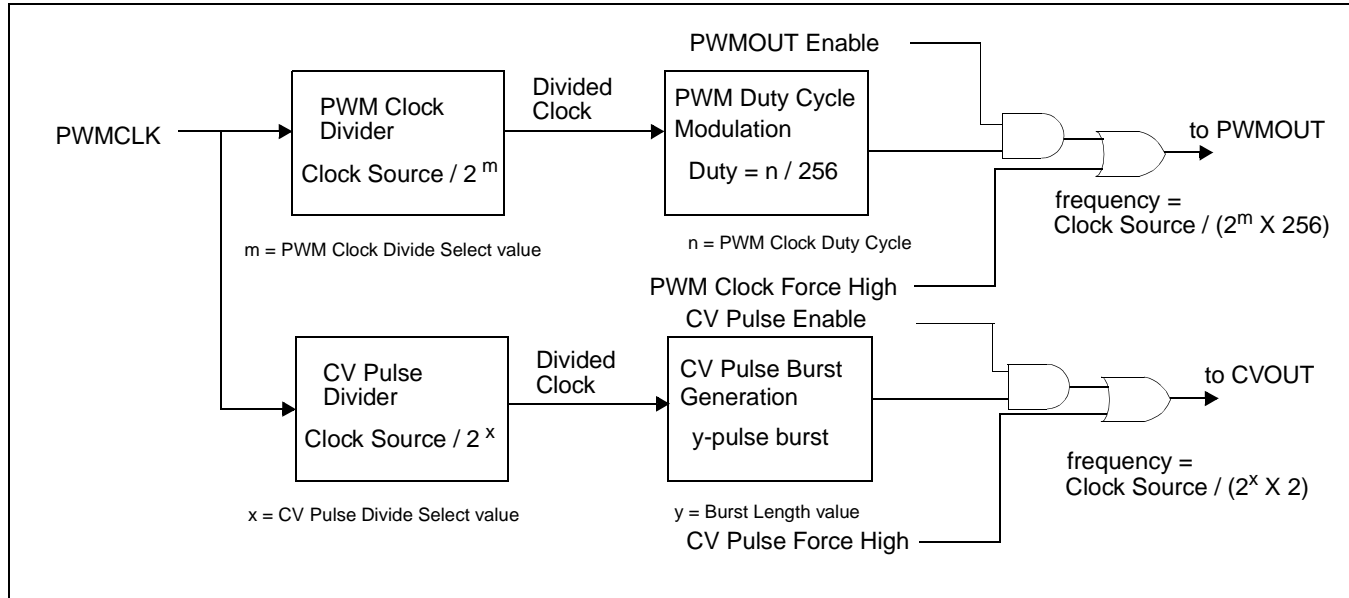 PWMOUT Enable
PWMCLK
PWM Clock
Divider
Clock Source / 2^m
m = PWM Clock Divide Select value
Divided
Clock
PWM Duty Cycle
Modulation
Duty = n / 256
n = PWM Clock Duty Cycle
to PWMOUT
frequency =
Clock Source / (2^m X 256)
PWM Clock Force High
CV Pulse Enable
CV Pulse
Divider
Clock Source / 2^x
x = CV Pulse Divide Select value
Divided
Clock
CV Pulse Burst
Generation
y-pulse burst
y = Burst Length value
to CVOUT
frequency =
Clock Source / (2^x X 2)
CV Pulse Force High